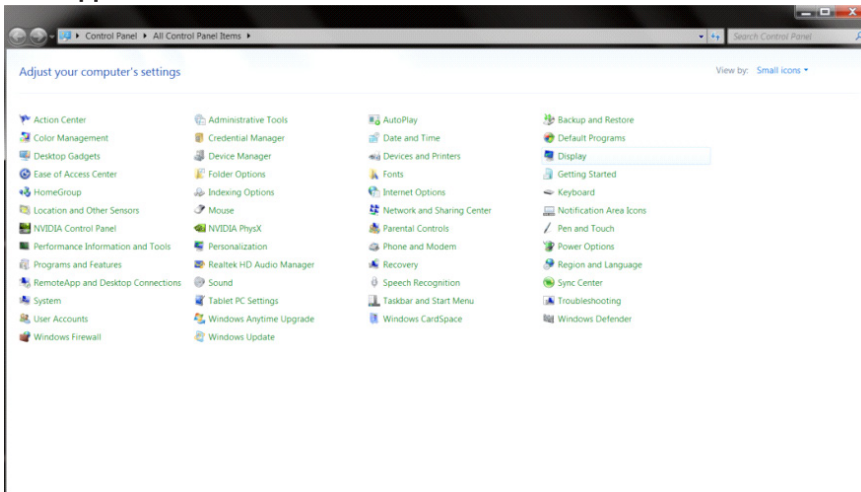 Control Panel ▸ All Control Panel Items ▸ Search Control Panel
Adjust your computer's settings View by: Small icons
Action Center Administrative Tools AutoPlay Backup and Restore
Color Management Credential Manager Date and Time Default Programs
Desktop Gadgets Device Manager Devices and Printers Display
Ease of Access Center Folder Options Fonts Getting Started
HomeGroup Indexing Options Internet Options Keyboard
Location and Other Sensors Mouse Network and Sharing Center Notification Area Icons
NVIDIA Control Panel NVIDIA PhysX Parental Controls Pen and Touch
Performance Information and Tools Personalization Phone and Modem Power Options
Programs and Features Realtek HD Audio Manager Recovery Region and Language
RemoteApp and Desktop Connections Sound Speech Recognition Sync Center
System Tablet PC Settings Taskbar and Start Menu Troubleshooting
User Accounts Windows Anytime Upgrade Windows CardSpace Windows Defender
Windows Firewall Windows Update